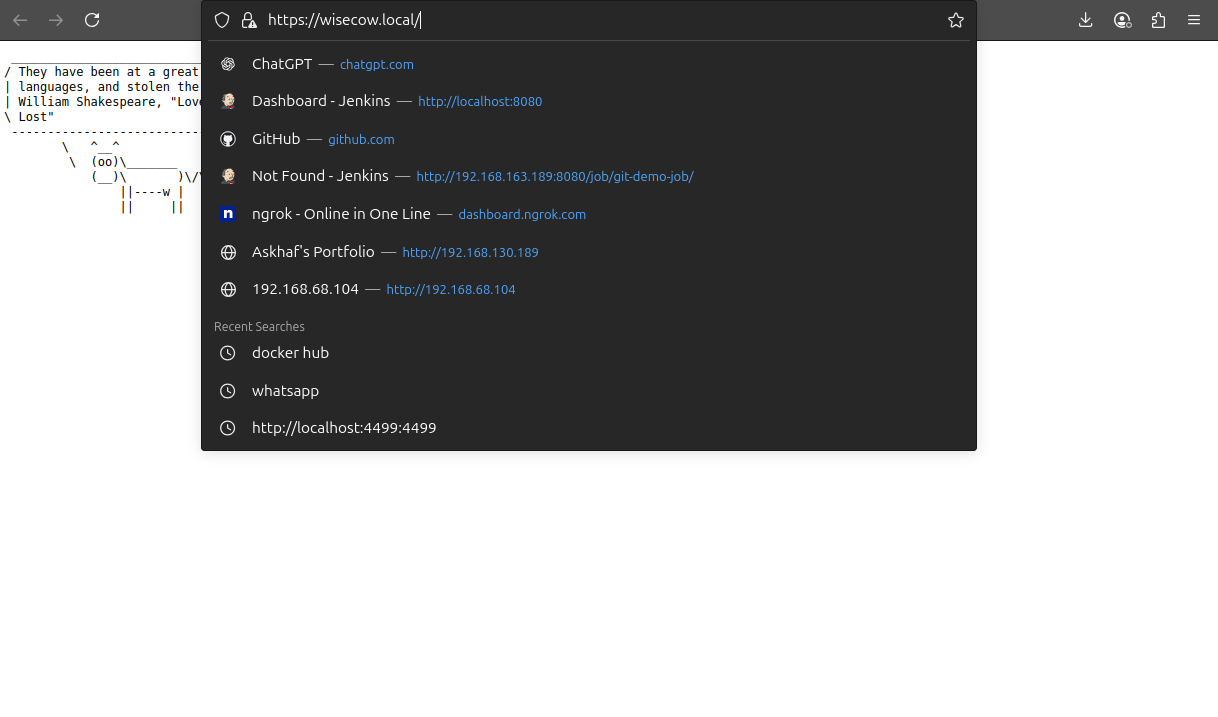 https://wisecow.local/
ChatGPT — chatgpt.com
Dashboard - Jenkins — http://localhost:8080
GitHub — github.com
Not Found - Jenkins — http://192.168.163.189:8080/job/git-demo-job/
ngrok - Online in One Line — dashboard.ngrok.com
Askhaf's Portfolio — http://192.168.130.189
192.168.68.104 — http://192.168.68.104
Recent Searches
docker hub
whatsapp
http://localhost:4499:4499
/ They have been at a great
| languages, and stolen the
| William Shakespeare, "Love
\ Lost"
 ---------------------------
        \   ^__^
         \  (oo)\_______
            (__)\       )\/\
                ||----w |
                ||     ||